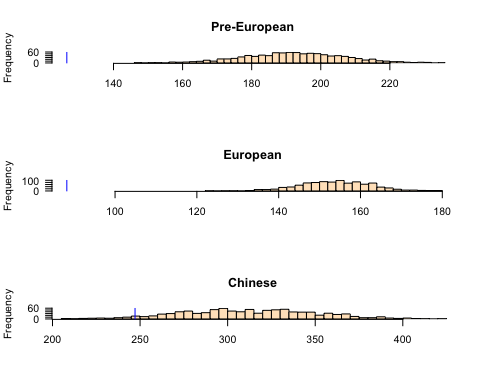 Pre-European
Frequency
60
0
140 160 180 200 220
European
Frequency
100
0
100 120 140 160 180
Chinese
Frequency
60
0
200 250 300 350 400